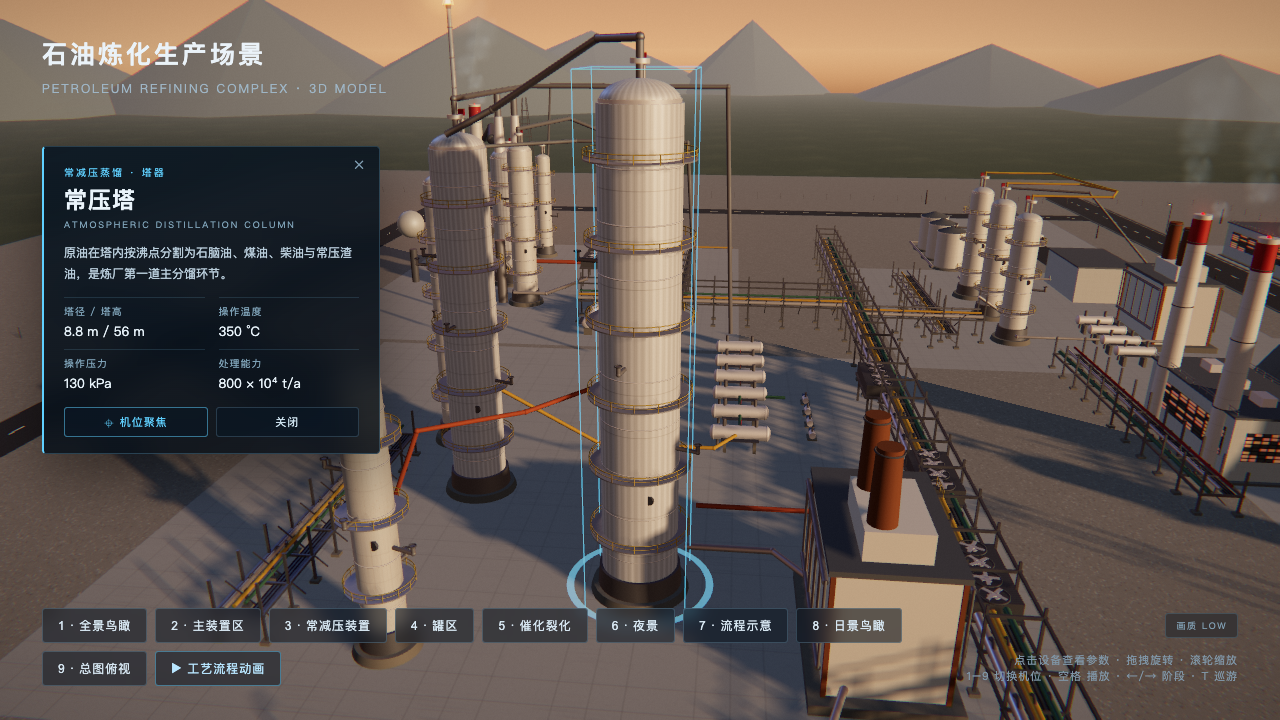 石油炼化生产场景
PETROLEUM REFINING COMPLEX · 3D MODEL
常减压蒸馏 · 塔器
×
常压塔
ATMOSPHERIC DISTILLATION COLUMN
原油在塔内按沸点分割为石脑油、煤油、柴油与常压渣
油，是炼厂第一道主分馏环节。
塔径 / 塔高
8.8 m / 56 m
操作温度
350 ℃
操作压力
130 kPa
处理能力
800 × 10⁴ t/a
⌖ 机位聚焦
关闭
1 · 全景鸟瞰
2 · 主装置区
3 · 常减压装置
4 · 罐区
5 · 催化裂化
6 · 夜景
7 · 流程示意
8 · 日景鸟瞰
9 · 总图俯视
▶ 工艺流程动画
画质 LOW
点击设备查看参数 · 拖拽旋转 · 滚轮缩放
1–9 切换机位 · 空格 播放 · ←/→ 阶段 · T 巡游